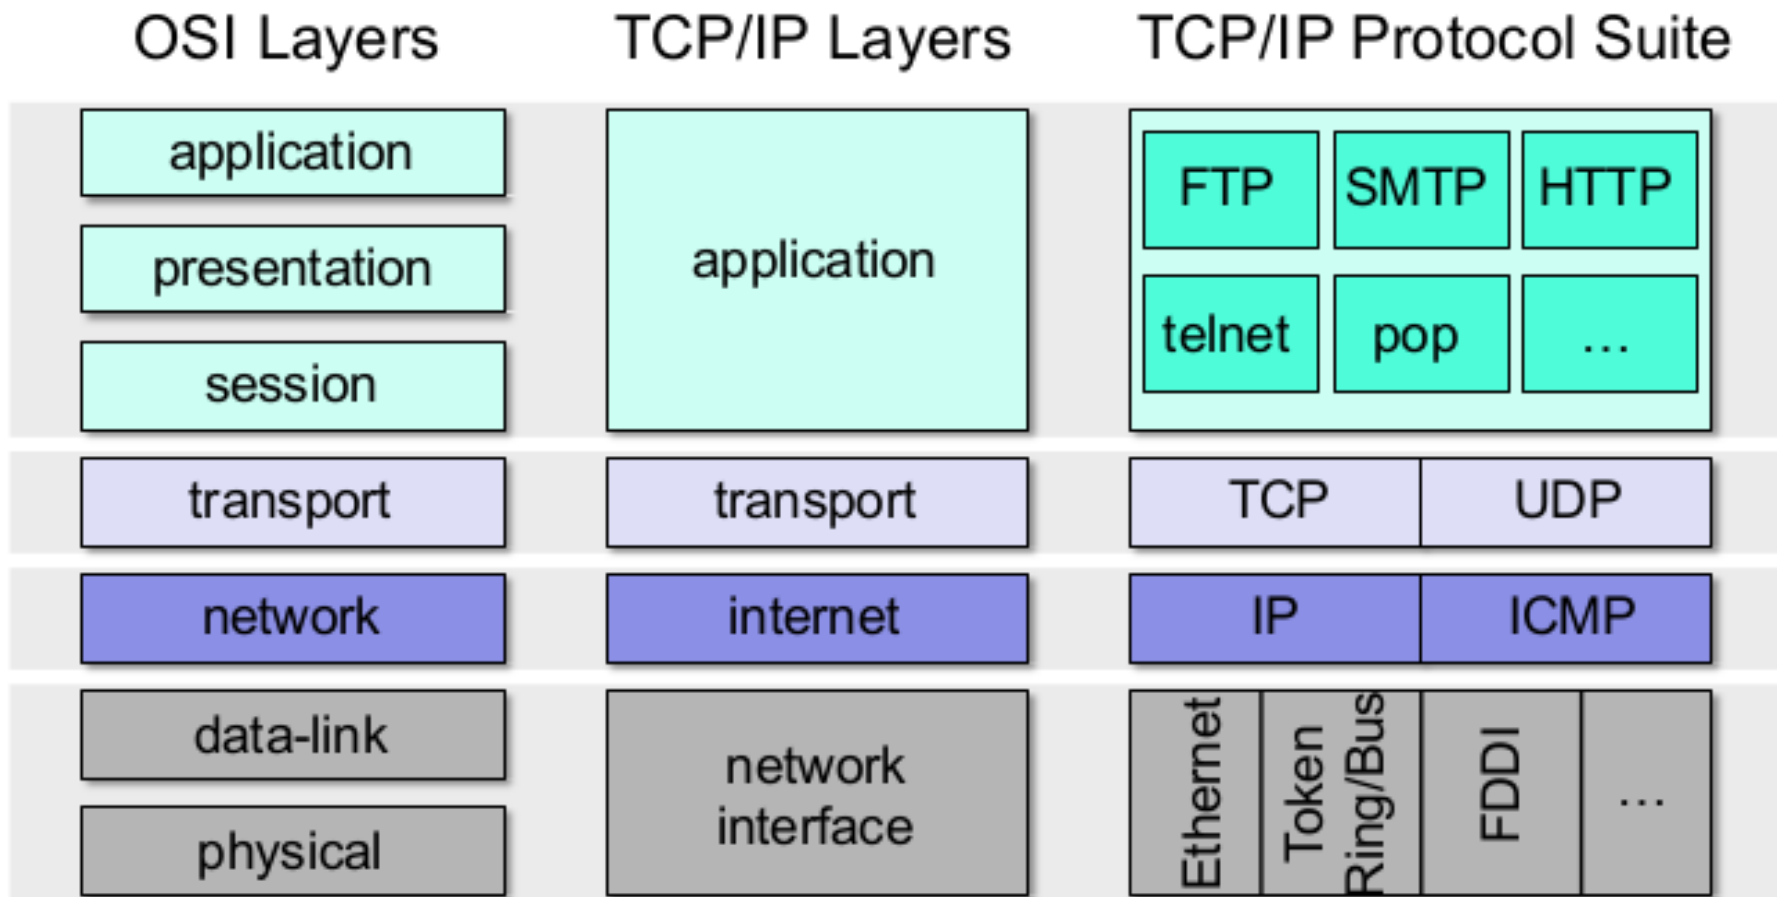 OSI Layers
TCP/IP Layers
TCP/IP Protocol Suite
application
presentation
session
transport
network
data-link
physical
application
transport
internet
network
interface
FTP
SMTP
HTTP
telnet
pop
...
TCP
UDP
IP
ICMP
Ethernet
Token
Ring/Bus
FDDI
...